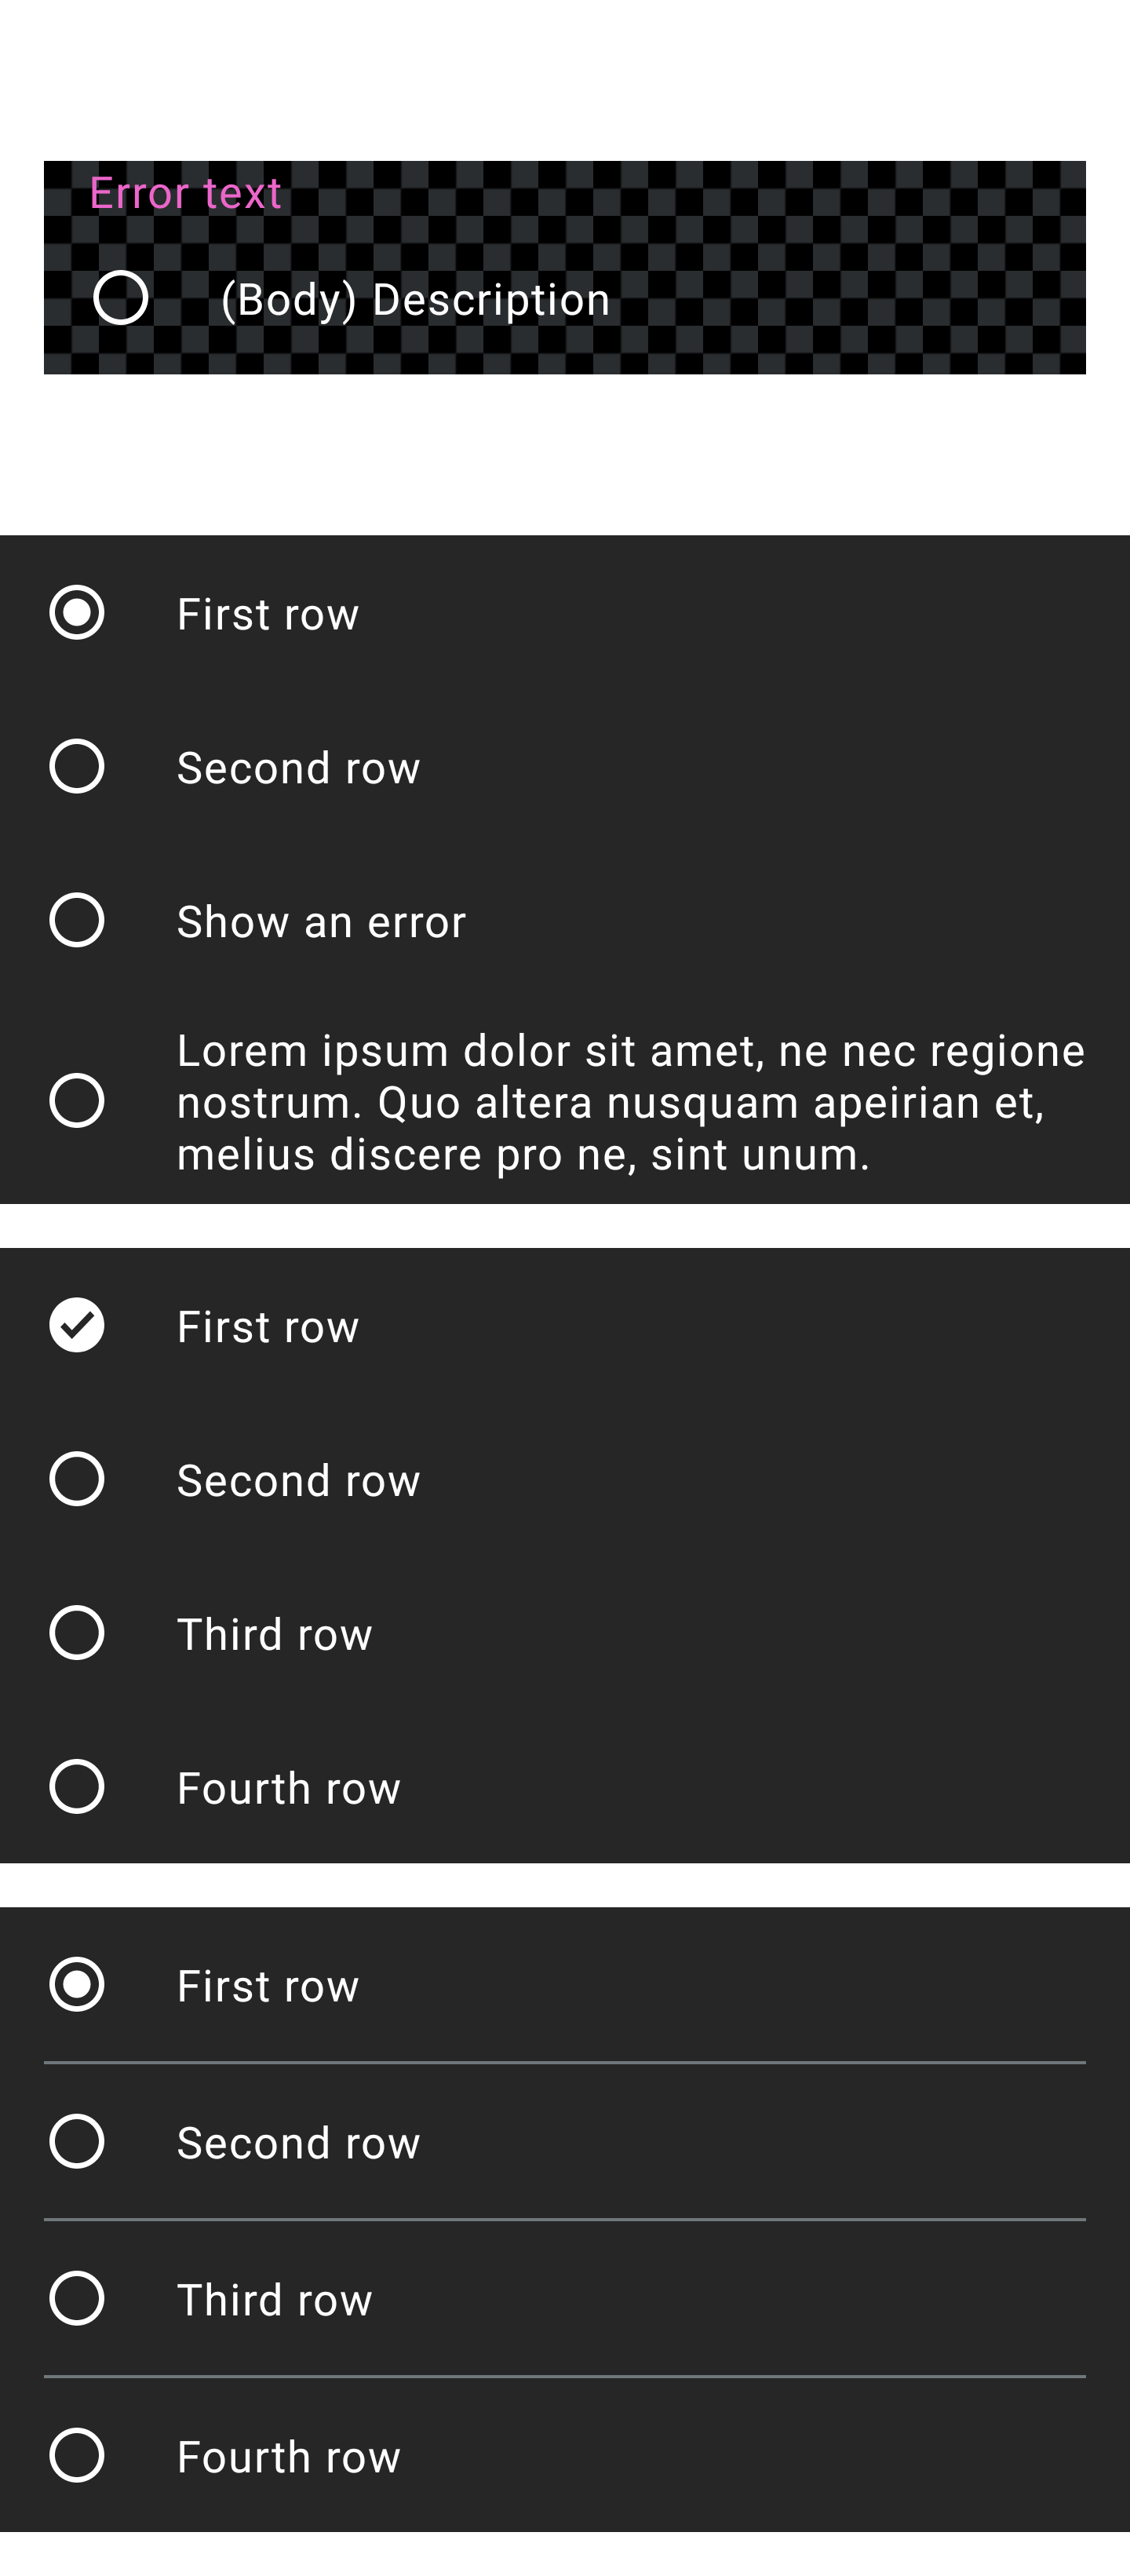 Error text
(Body) Description
First row
Second row
Show an error
Lorem ipsum dolor sit amet, ne nec regione
nostrum. Quo altera nusquam apeirian et,
melius discere pro ne, sint unum.
First row
Second row
Third row
Fourth row
First row
Second row
Third row
Fourth row